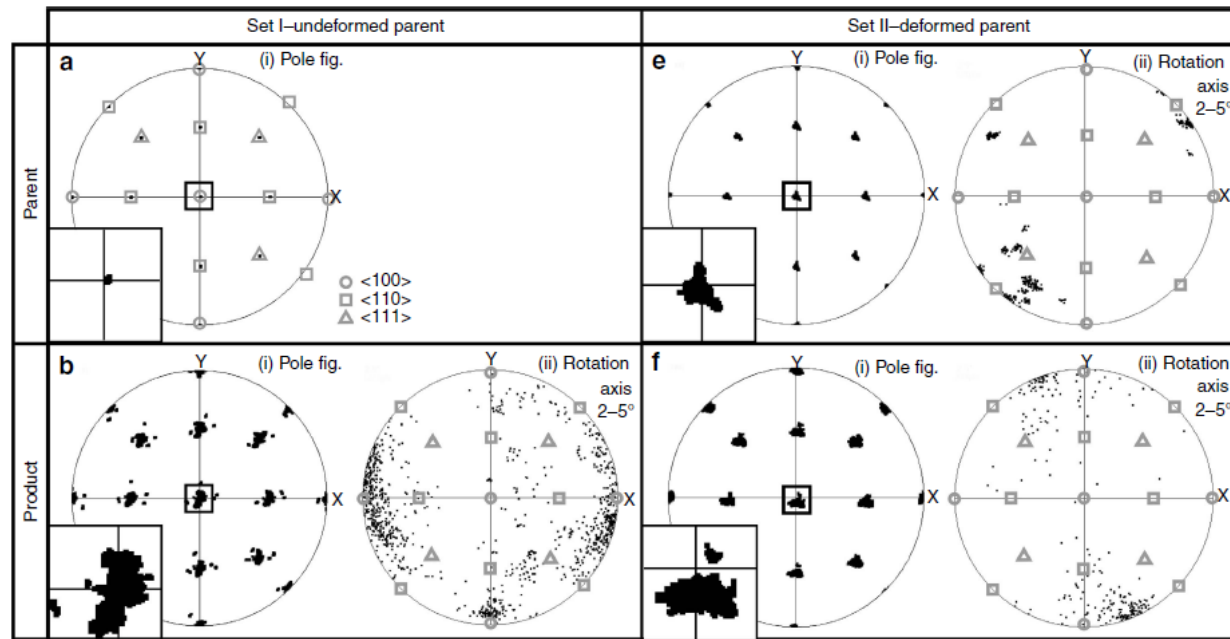 Set I–undeformed parent
Set II–deformed parent
Parent
a
(i) Pole fig.
Y
X
<100>
<110>
<111>
e
(i) Pole fig.
Y
X
(ii) Rotation
axis
2–5°
Y
X
Product
b
(i) Pole fig.
Y
X
(ii) Rotation
axis
2–5°
Y
X
f
(i) Pole fig.
Y
X
(ii) Rotation
axis
2–5°
Y
X